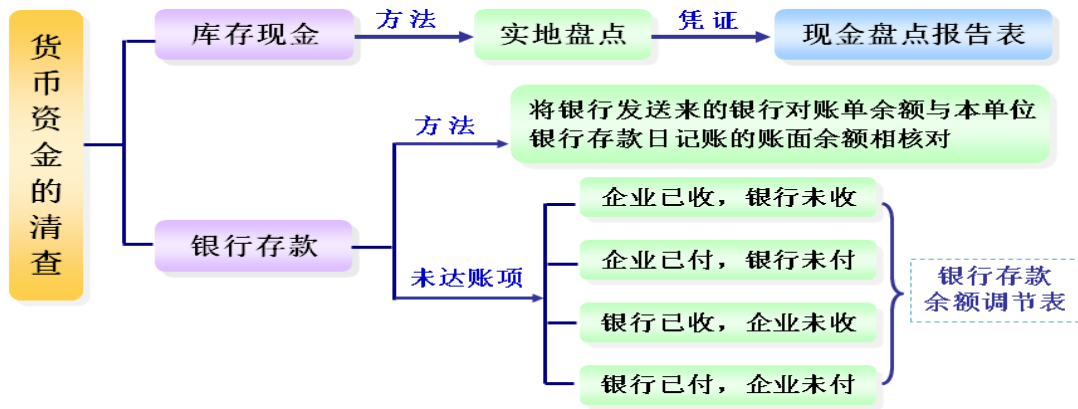 货币资金的清查
库存现金
方法
实地盘点
凭证
现金盘点报告表
银行存款
方法
将银行发送来的银行对账单余额与本单位
银行存款日记账的账面余额相核对
未达账项
企业已收，银行未收
企业已付，银行未付
银行已收，企业未收
银行已付，企业未付
银行存款
余额调节表